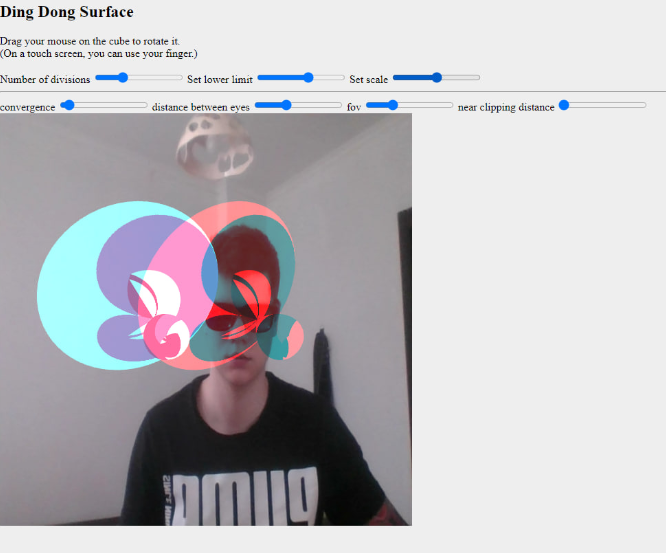 Ding Dong Surface
Drag your mouse on the cube to rotate it.
(On a touch screen, you can use your finger.)
Number of divisions Set lower limit Set scale
convergence distance between eyes fov near clipping distance
PUMA